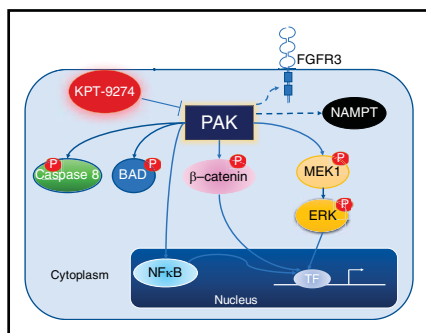 FGFR3
KPT-9274
PAK
NAMPT
P
Caspase 8
P
BAD
P
β–catenin
P
MEK1
P
ERK
Cytoplasm
NFκB
TF
Nucleus